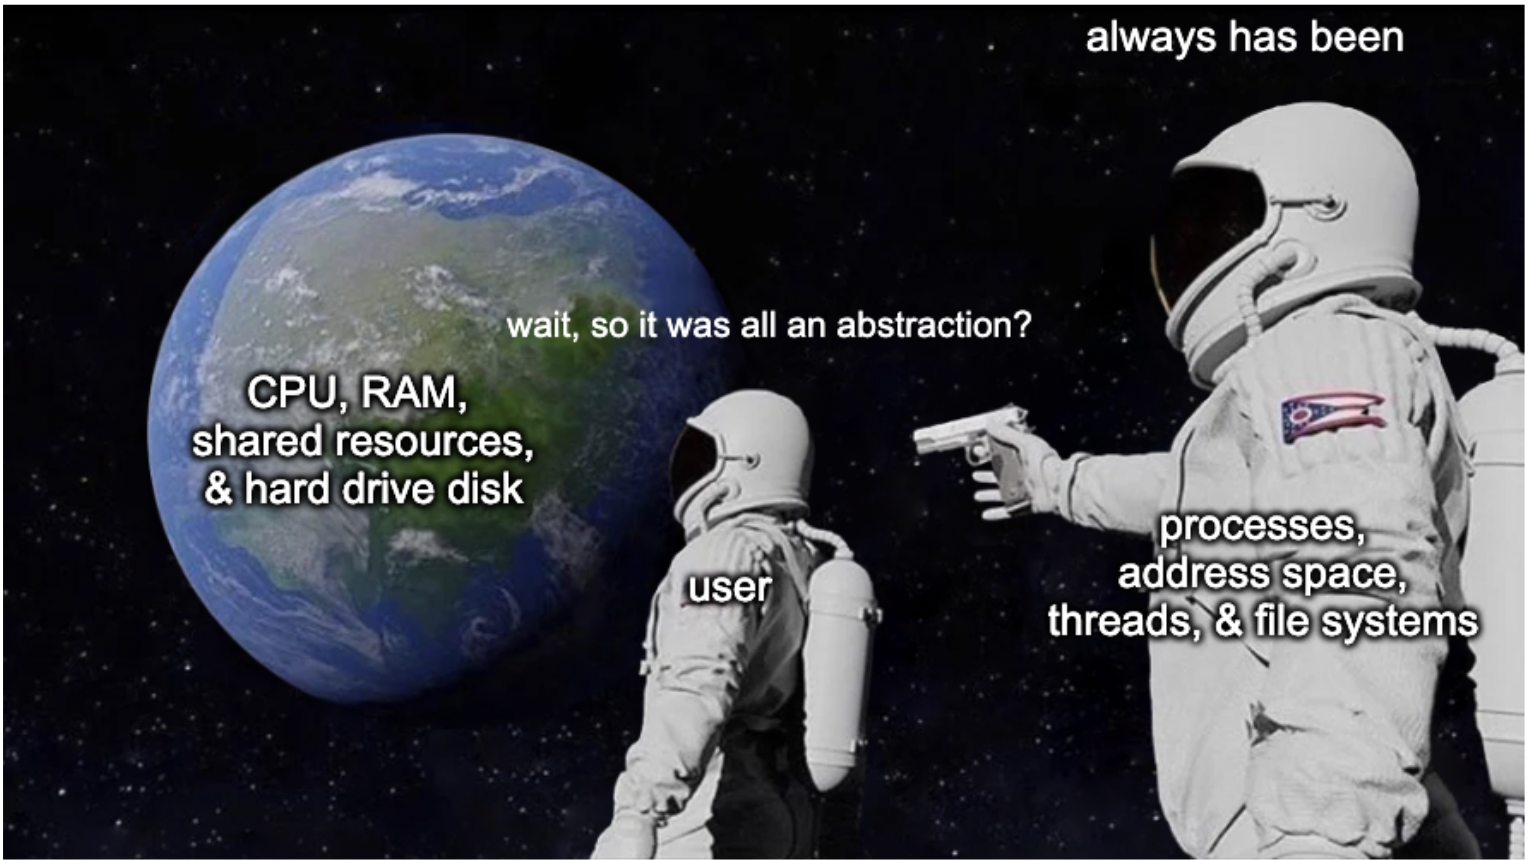 always has been
wait, so it was all an abstraction?
CPU, RAM,
shared resources,
& hard drive disk
user
processes,
address space,
threads, & file systems